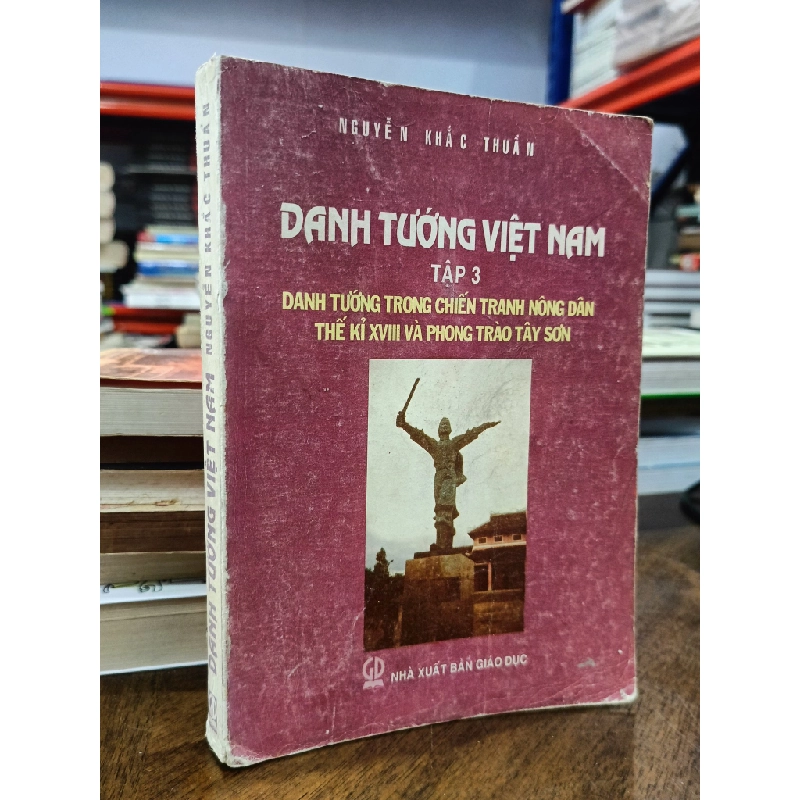 NGUYỄN KHẮC THUẦN
DANH TƯỚNG VIỆT NAM
TẬP 3
DANH TƯỚNG TRONG CHIẾN TRANH NÔNG DÂN
THẾ KỈ XVIII VÀ PHONG TRÀO TÂY SƠN
GD
NHÀ XUẤT BẢN GIÁO DỤC
DANH TƯỚNG VIỆT NAM NGUYỄN KHẮC THUẦN